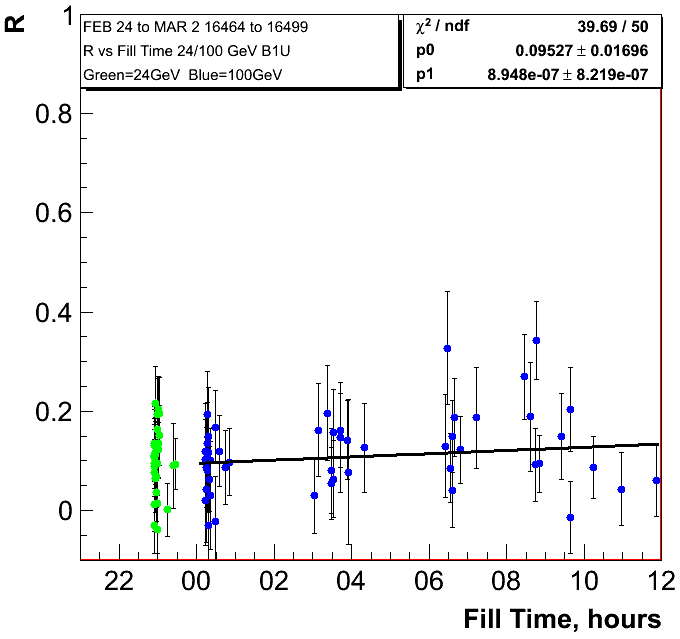 R
1
FEB 24 to MAR 2 16464 to 16499
R vs Fill Time 24/100 GeV B1U
Green=24GeV Blue=100GeV
χ² / ndf 39.69 / 50
p0 0.09527 ± 0.01696
p1 8.948e-07 ± 8.219e-07
0.8
0.6
0.4
0.2
0
22 00 02 04 06 08 10 12
Fill Time, hours